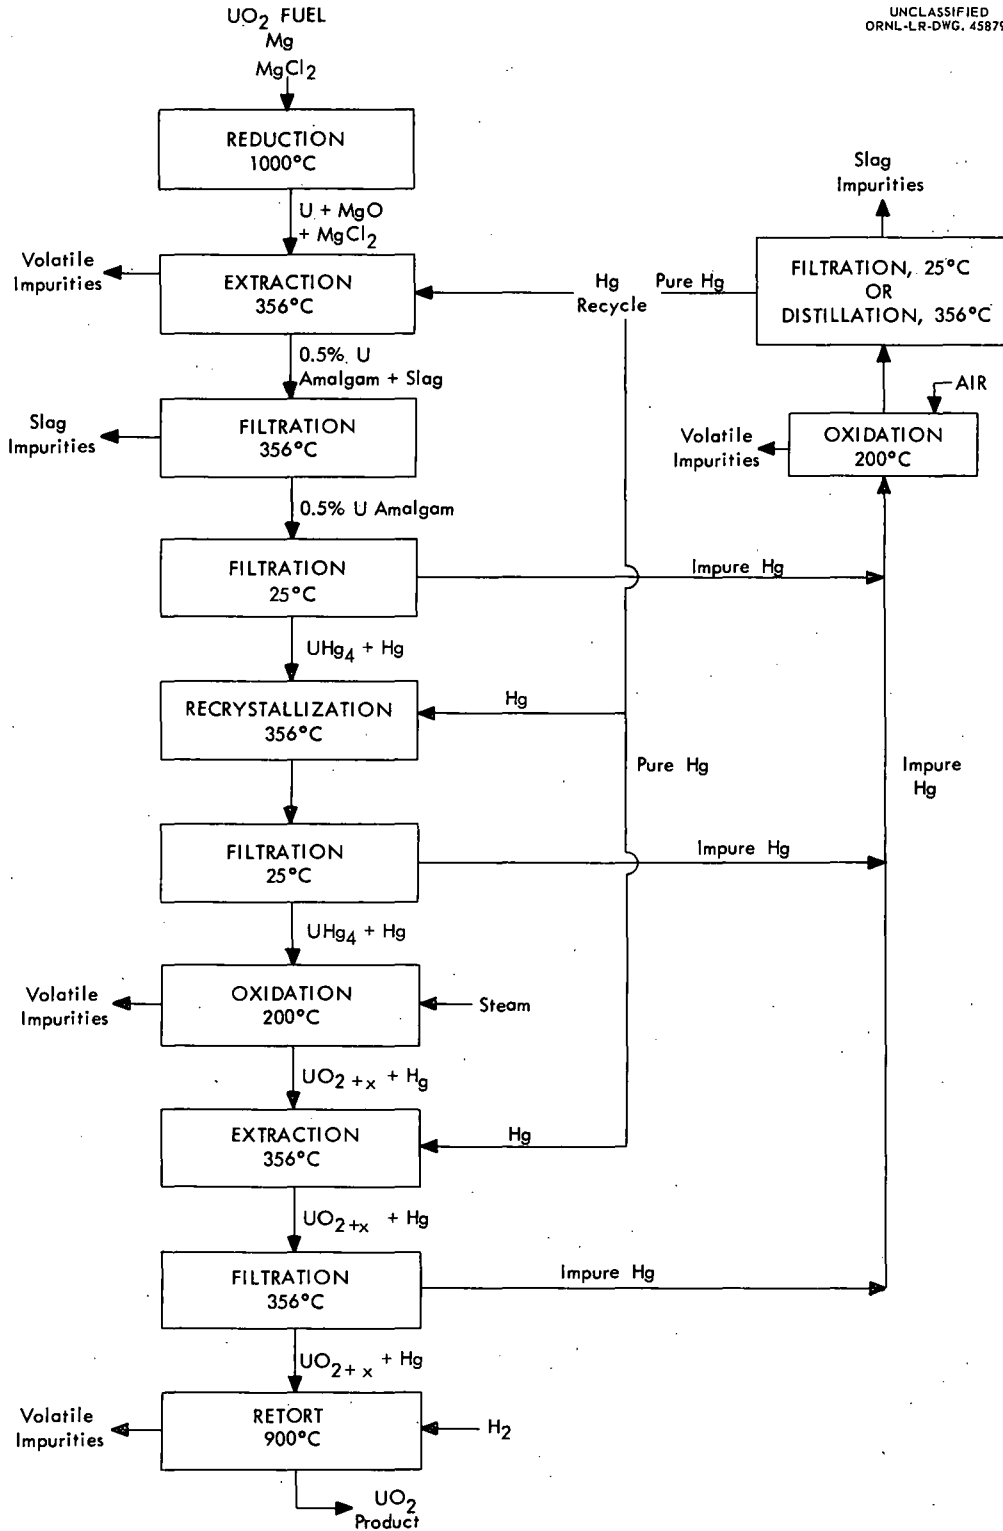 UNCLASSIFIED
ORNL-LR-DWG. 45879
UO2 FUEL
Mg
MgCl2
REDUCTION
1000°C
U + MgO
+ MgCl2
Volatile
Impurities
EXTRACTION
356°C
Hg
Recycle
Pure Hg
Slag
Impurities
FILTRATION, 25°C
OR
DISTILLATION, 356°C
AIR
OXIDATION
200°C
Volatile
Impurities
0.5% U
Amalgam + Slag
Slag
Impurities
FILTRATION
356°C
0.5% U Amalgam
FILTRATION
25°C
Impure Hg
UHg4 + Hg
RECRYSTALLIZATION
356°C
Hg
Pure Hg
Impure
Hg
FILTRATION
25°C
Impure Hg
UHg4 + Hg
Volatile
Impurities
OXIDATION
200°C
Steam
UO2+x + Hg
EXTRACTION
356°C
Hg
UO2+x + Hg
FILTRATION
356°C
Impure Hg
UO2+x + Hg
Volatile
Impurities
RETORT
900°C
H2
UO2
Product